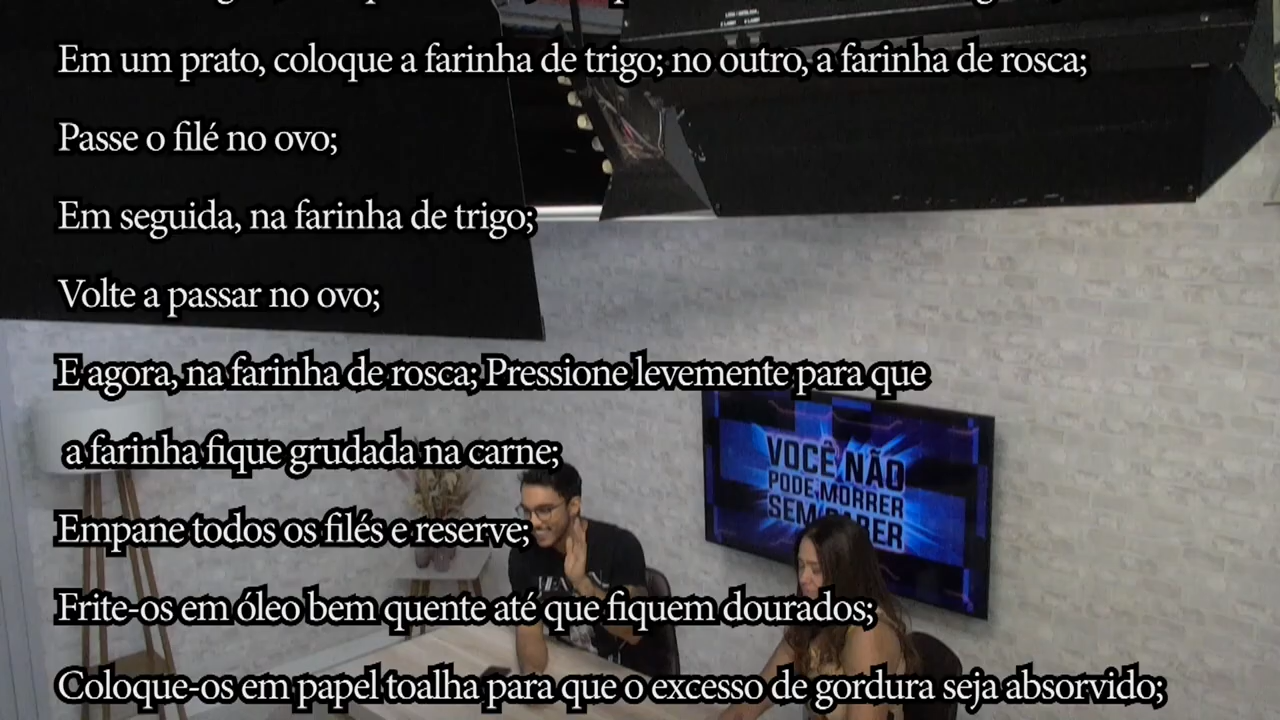 Em um prato, coloque a farinha de trigo; no outro, a farinha de rosca;
Passe o filé no ovo;
Em seguida, na farinha de trigo;
Volte a passar no ovo;
E agora, na farinha de rosca; Pressione levemente para que
a farinha fique grudada na carne;
VOCÊ NÃO
PODE MORRER
SEM SABER
Empane todos os filés e reserve;
Frite-os em óleo bem quente até que fiquem dourados;
Coloque-os em papel toalha para que o excesso de gordura seja absorvido;